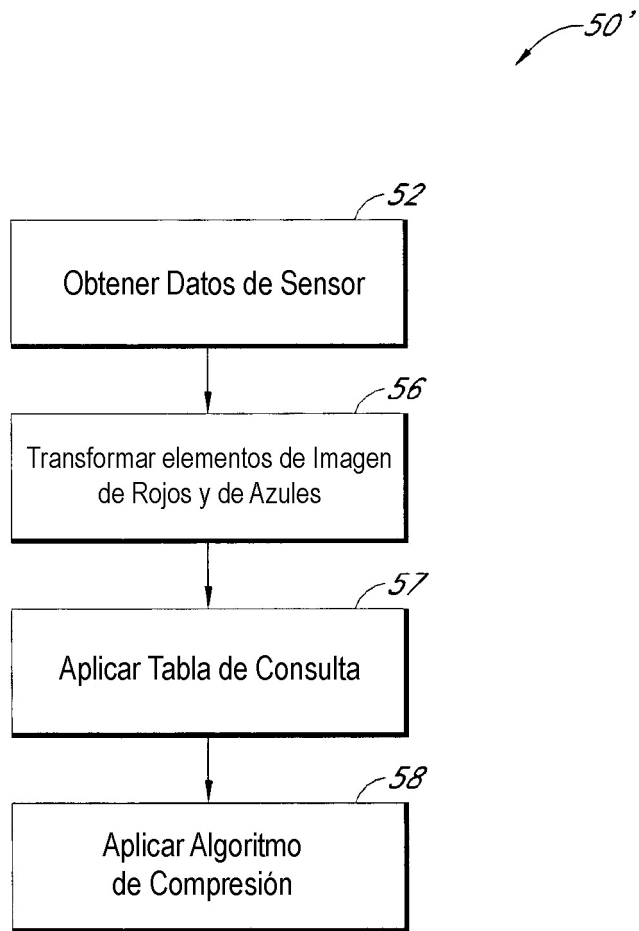 50'
52
Obtener Datos de Sensor
56
Transformar elementos de Imagen
de Rojos y de Azules
57
Aplicar Tabla de Consulta
58
Aplicar Algoritmo
de Compresión